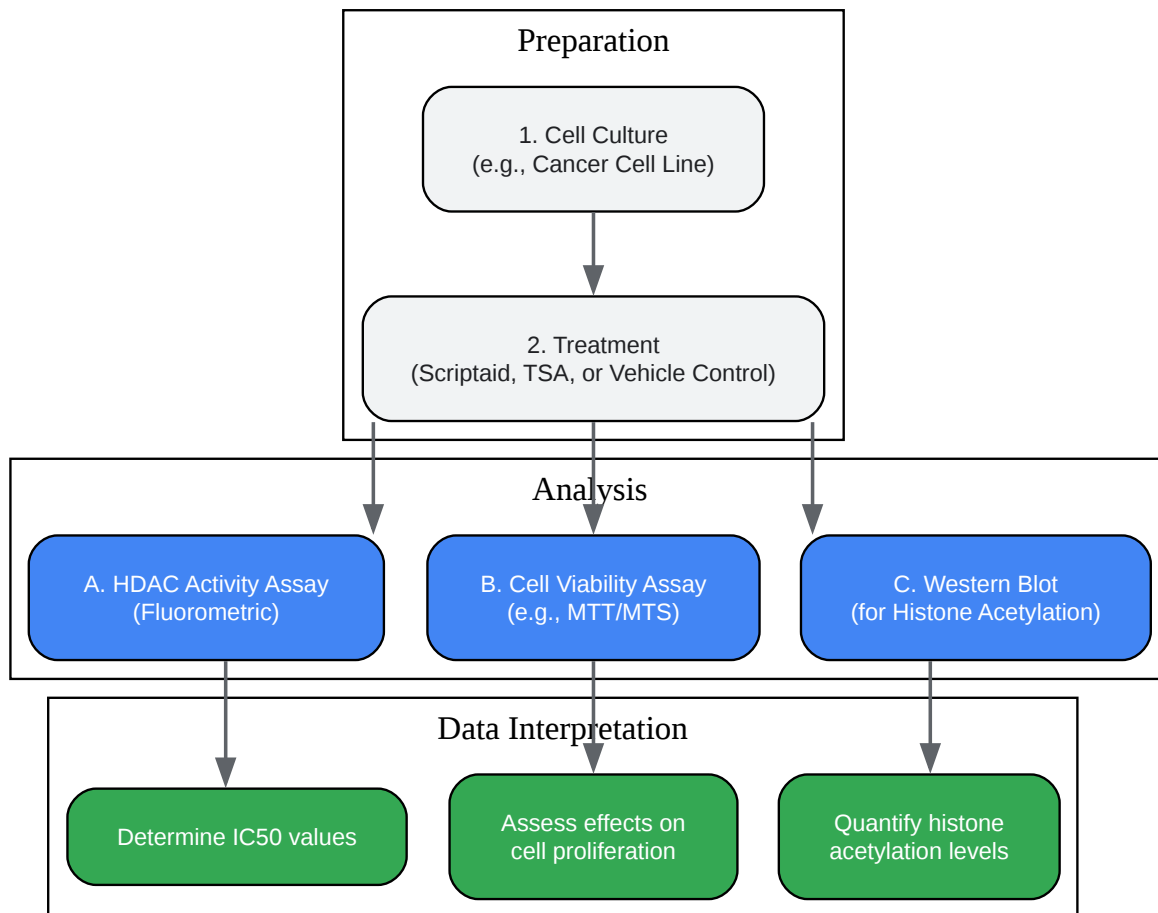 Preparation
1. Cell Culture
(e.g., Cancer Cell Line)
2. Treatment
(Scriptaid, TSA, or Vehicle Control)
Analysis
A. HDAC Activity Assay
(Fluorometric)
B. Cell Viability Assay
(e.g., MTT/MTS)
C. Western Blot
(for Histone Acetylation)
Data Interpretation
Determine IC50 values
Assess effects on
cell proliferation
Quantify histone
acetylation levels